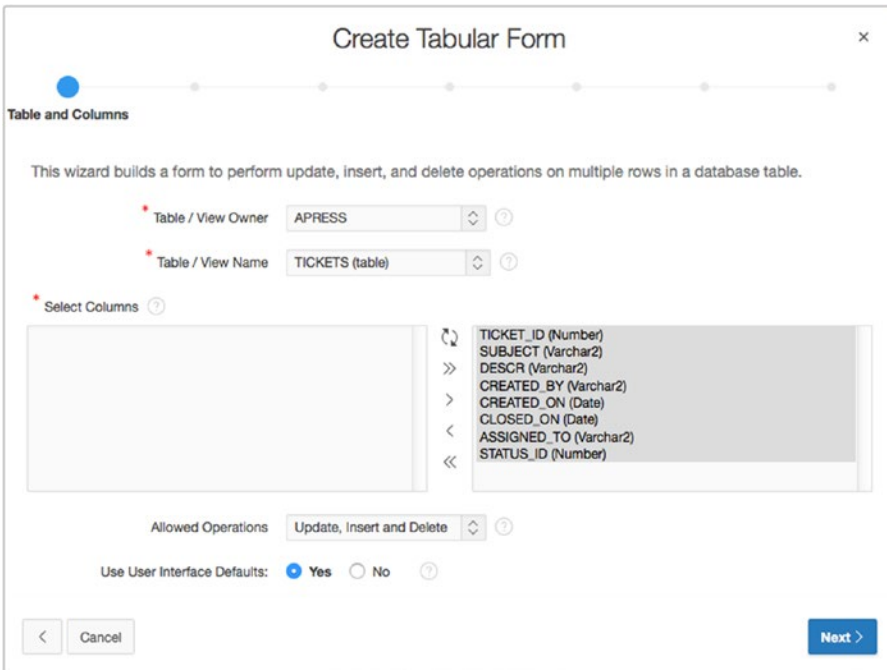 Create Tabular Form
Table and Columns
This wizard builds a form to perform update, insert, and delete operations on multiple rows in a database table.
* Table / View Owner APRESS
* Table / View Name TICKETS (table)
* Select Columns
TICKET_ID (Number)
SUBJECT (Varchar2)
DESCR (Varchar2)
CREATED_BY (Varchar2)
CREATED_ON (Date)
CLOSED_ON (Date)
ASSIGNED_TO (Varchar2)
STATUS_ID (Number)
Allowed Operations Update, Insert and Delete
Use User Interface Defaults: Yes No
Cancel Next